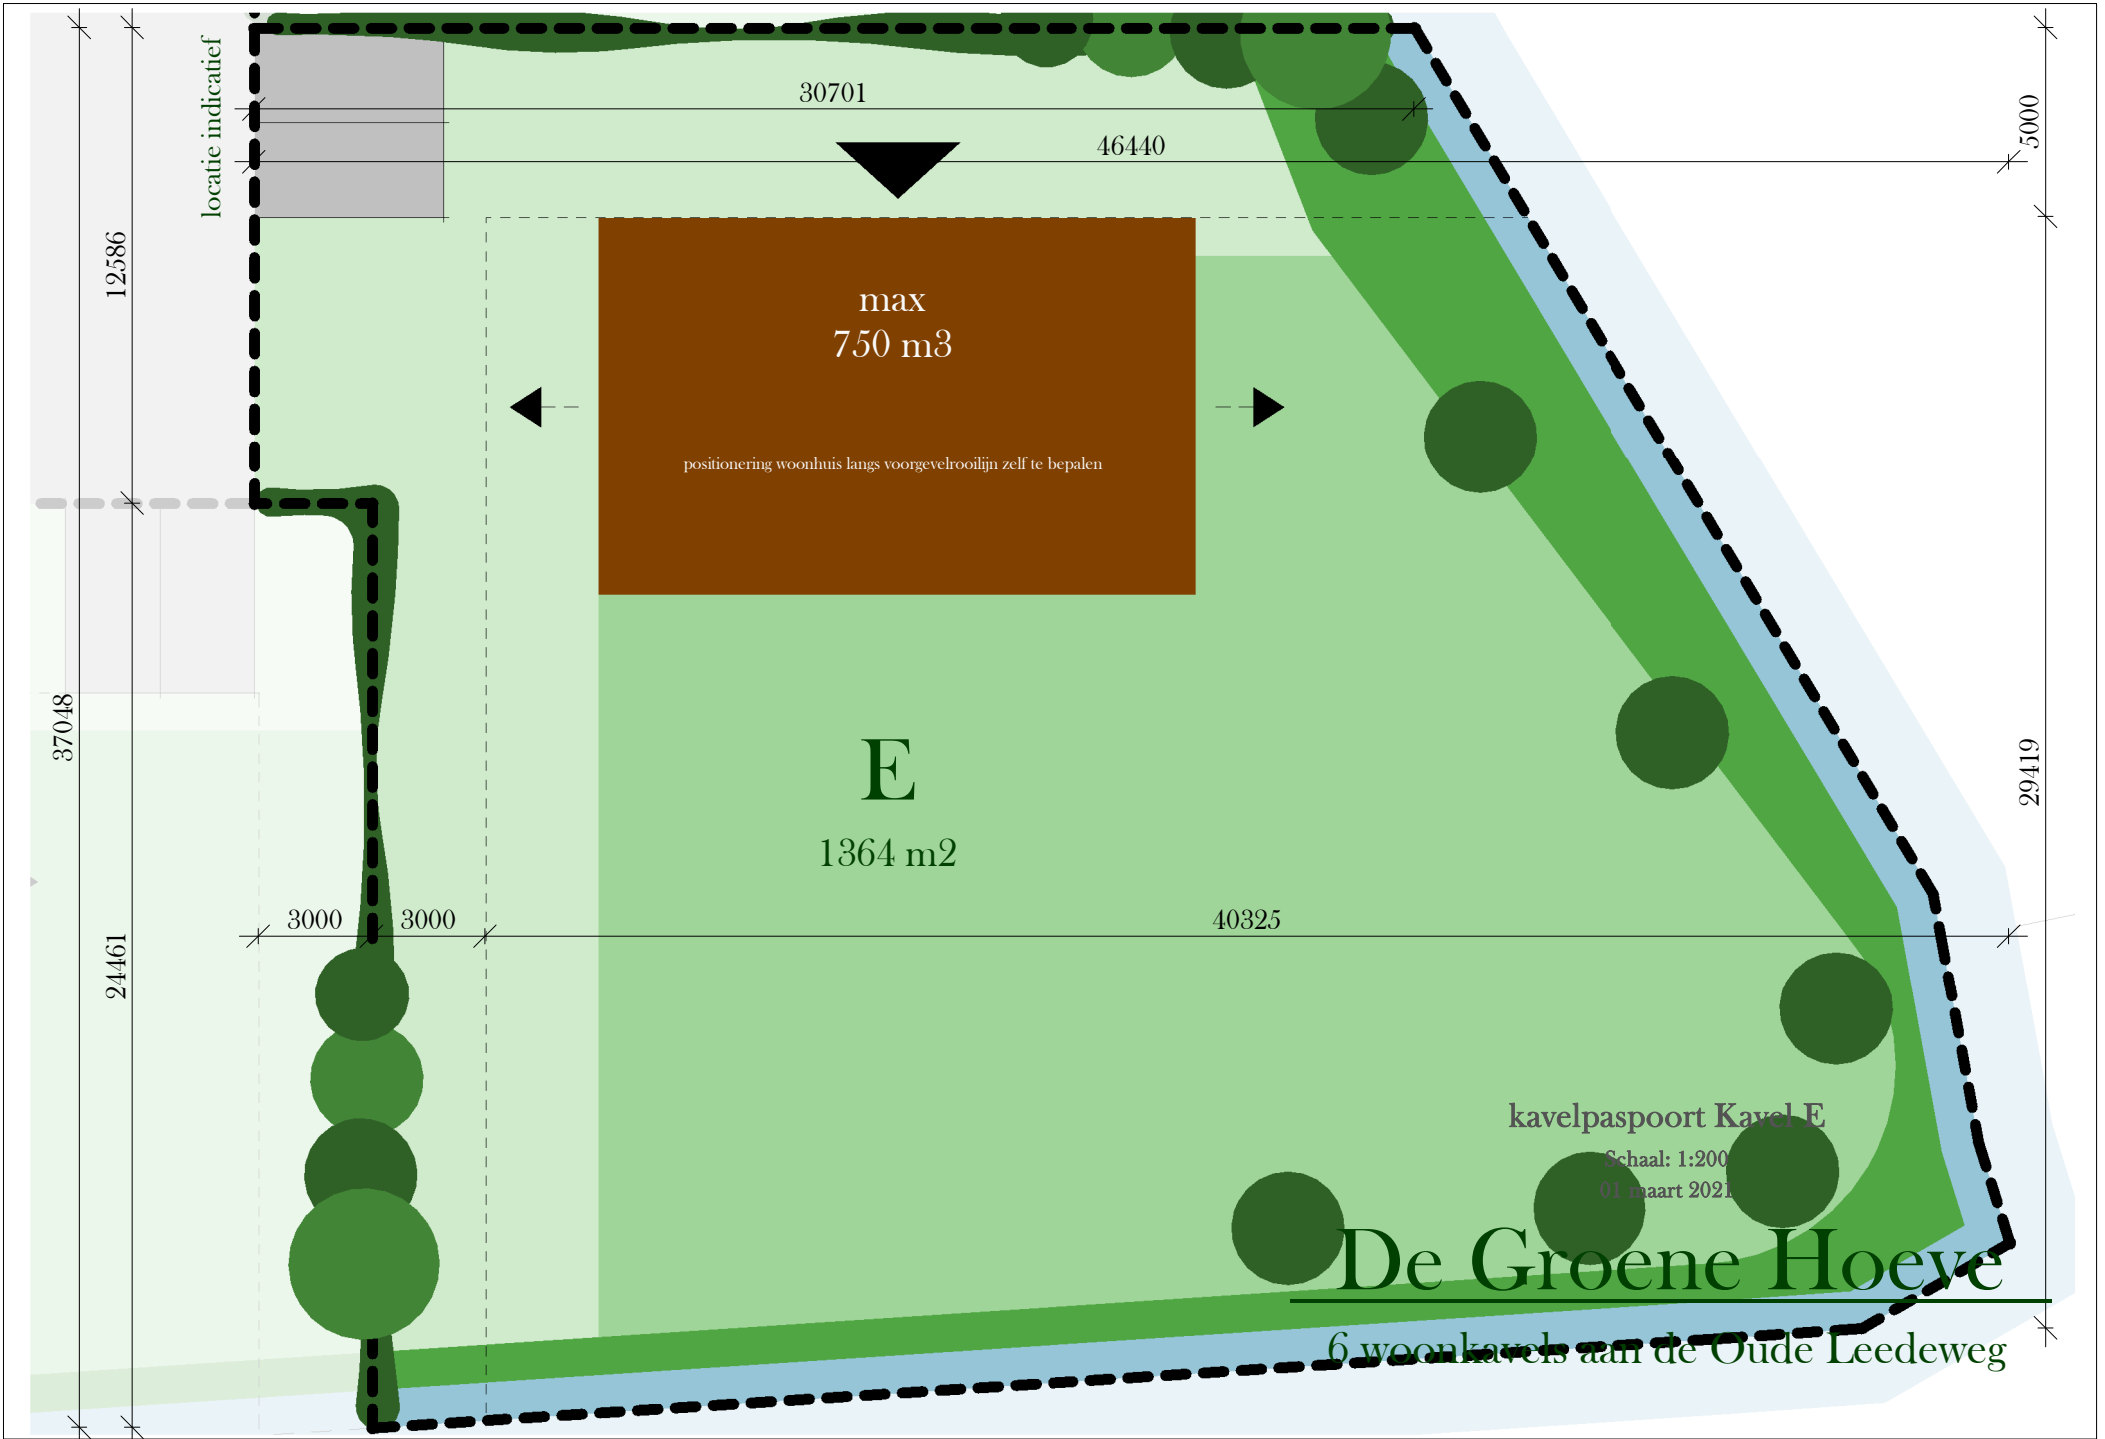 locatie indicatief
30701
46440
5000
12586
max
750 m3
positionering woonhuis langs voorgevelrooilijn zelf te bepalen
37048
E
1364 m2
29419
3000
3000
40325
24461
kavelpaspoort Kavel E
Schaal: 1:200
01 maart 2021
De Groene Hoeve
6 woonkavels aan de Oude Leedeweg